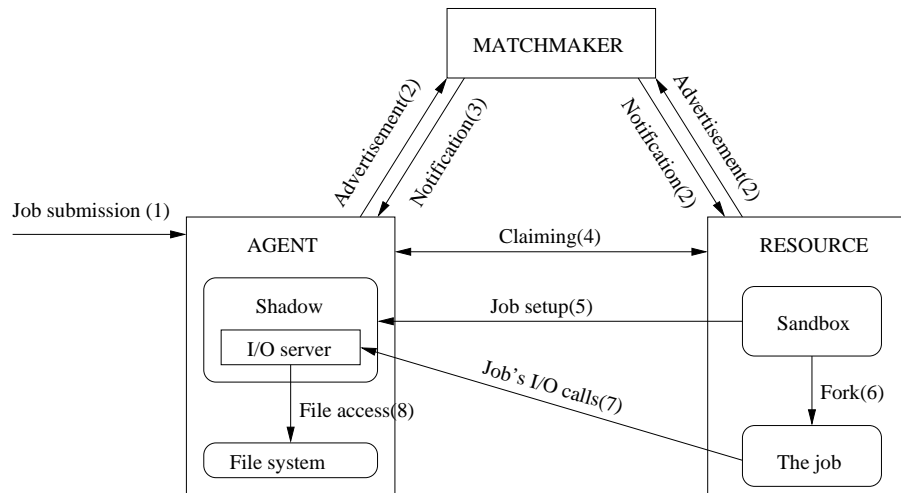 MATCHMAKER
Advertisement(2)
Notification(3)
Notification(2)
Advertisement(2)
Job submission (1)
AGENT
Claiming(4)
RESOURCE
Shadow
Job setup(5)
Sandbox
I/O server
Job's I/O calls(7)
Fork(6)
File access(8)
File system
The job